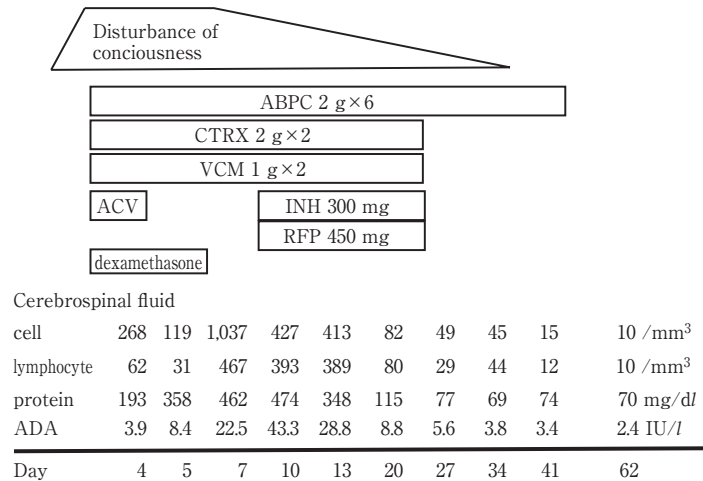 Disturbance of
conciousness
ABPC 2 g×6
CTRX 2 g×2
VCM 1 g×2
ACV INH 300 mg
RFP 450 mg
dexamethasone
Cerebrospinal fluid
cell 268 119 1,037 427 413 82 49 45 15 10 /mm³
lymphocyte 62 31 467 393 389 80 29 44 12 10 /mm³
protein 193 358 462 474 348 115 77 69 74 70 mg/dl
ADA 3.9 8.4 22.5 43.3 28.8 8.8 5.6 3.8 3.4 2.4 IU/l
Day 4 5 7 10 13 20 27 34 41 62